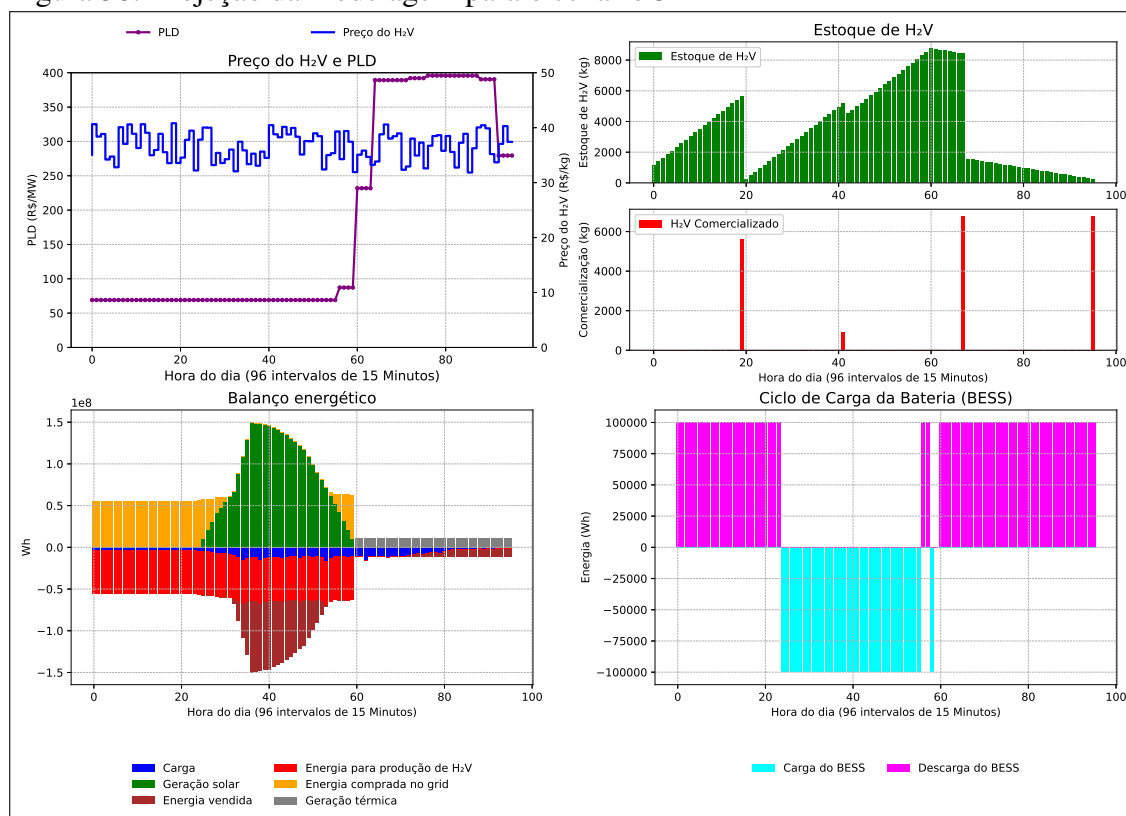 PLD
Preço do H₂V
Preço do H₂V e PLD
400
350
300
250
200
150
100
50
0
PLD (R$/MW)
50
40
30
20
10
0
Preço do H₂V (R$/kg)
0 20 40 60 80
Hora do dia (96 intervalos de 15 Minutos)
Estoque de H₂V
Estoque de H₂V
8000
6000
4000
2000
0
Estoque de H₂V (kg)
0 20 40 60 80 100
H₂V Comercializado
6000
4000
2000
0
Comercialização (kg)
0 20 40 60 80 100
Hora do dia (96 intervalos de 15 Minutos)
Balanço energético
1e8
1.5
1.0
0.5
0.0
−0.5
−1.0
−1.5
Wh
0 20 40 60 80 100
Hora do dia (96 intervalos de 15 Minutos)
Carga
Geração solar
Energia vendida
Energia para produção de H₂V
Energia comprada no grid
Geração térmica
Ciclo de Carga da Bateria (BESS)
100000
75000
50000
25000
0
−25000
−50000
−75000
−100000
Energia (Wh)
0 20 40 60 80 100
Hora do dia (96 intervalos de 15 Minutos)
Carga do BESS
Descarga do BESS